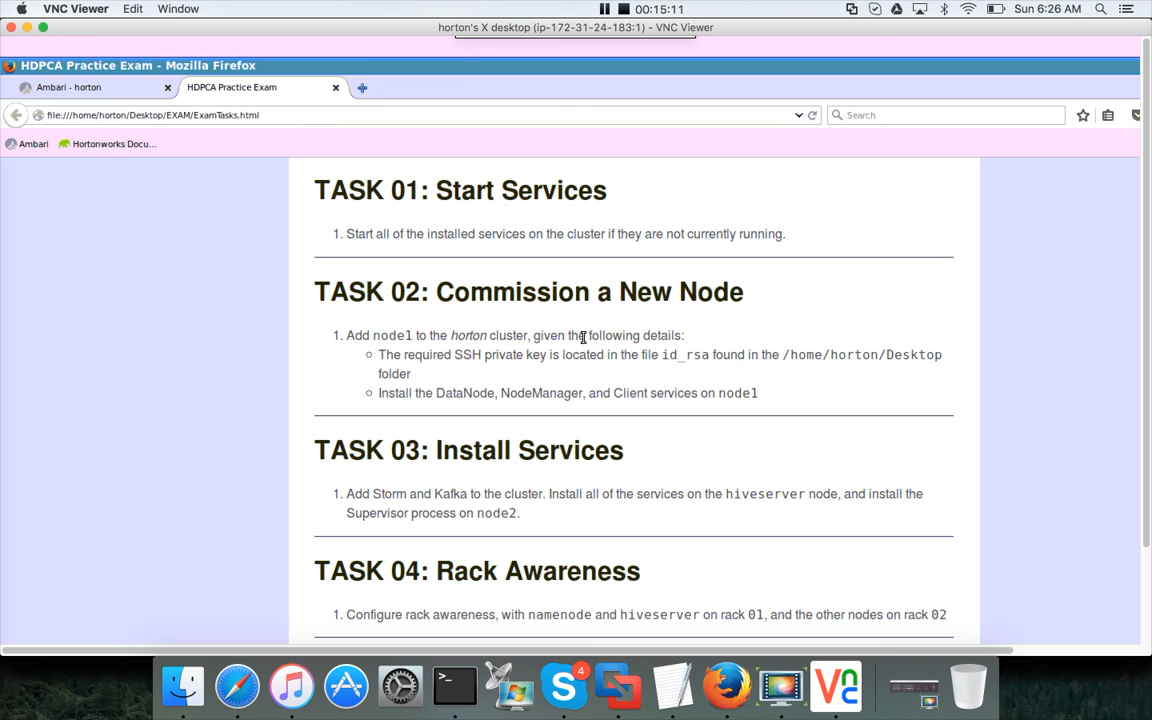 VNC Viewer Edit Window 00:15:11 Sun 6:26 AM
horton's X desktop (ip-172-31-24-183:1) - VNC Viewer
HDPCA Practice Exam - Mozilla Firefox
Ambari - horton HDPCA Practice Exam
file:///home/horton/Desktop/EXAM/ExamTasks.html Search
Ambari Hortonworks Docu...
TASK 01: Start Services
1. Start all of the installed services on the cluster if they are not currently running.
TASK 02: Commission a New Node
1. Add node1 to the horton cluster, given the following details:
The required SSH private key is located in the file id_rsa found in the /home/horton/Desktop
folder
Install the DataNode, NodeManager, and Client services on node1
TASK 03: Install Services
1. Add Storm and Kafka to the cluster. Install all of the services on the hiveserver node, and install the
Supervisor process on node2.
TASK 04: Rack Awareness
1. Configure rack awareness, with namenode and hiveserver on rack 01, and the other nodes on rack 02
4